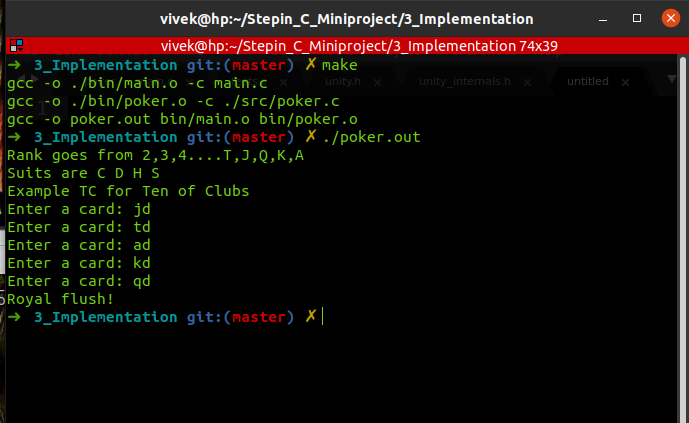 vivek@hp:~/Stepin_C_Miniproject/3_Implementation
vivek@hp:~/Stepin_C_Miniproject/3_Implementation 74x39
➜ 3_Implementation git:(master) ✗ make
unity.h unity_internals.h untitled
gcc -o ./bin/main.o -c main.c
gcc -o ./bin/poker.o -c ./src/poker.c
gcc -o poker.out bin/main.o bin/poker.o
➜ 3_Implementation git:(master) ✗ ./poker.out
Rank goes from 2,3,4....T,J,Q,K,A
Suits are C D H S
Example TC for Ten of Clubs
Enter a card: jd
Enter a card: td
Enter a card: ad
Enter a card: kd
Enter a card: qd
Royal flush!
➜ 3_Implementation git:(master) ✗